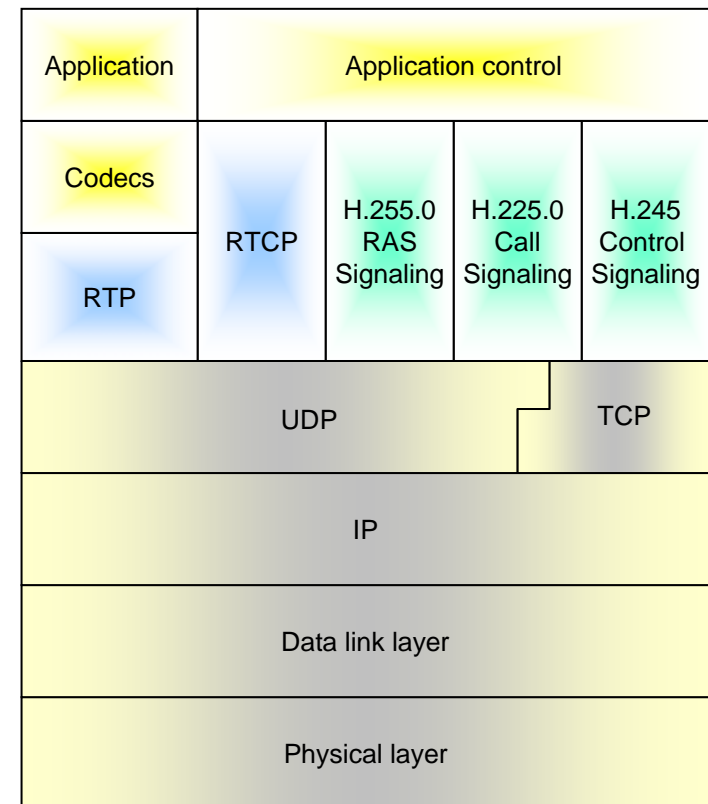 Application
Application control
Codecs
RTP
RTCP
H.255.0
RAS
Signaling
H.225.0
Call
Signaling
H.245
Control
Signaling
UDP
TCP
IP
Data link layer
Physical layer